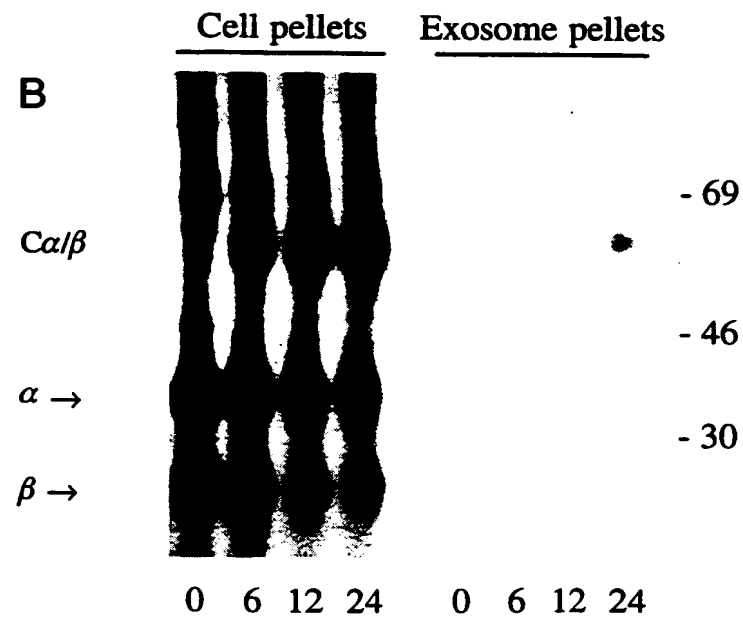 Cell pellets Exosome pellets
B
- 69
Cα/β
- 46
α →
- 30
β →
0 6 12 24 0 6 12 24